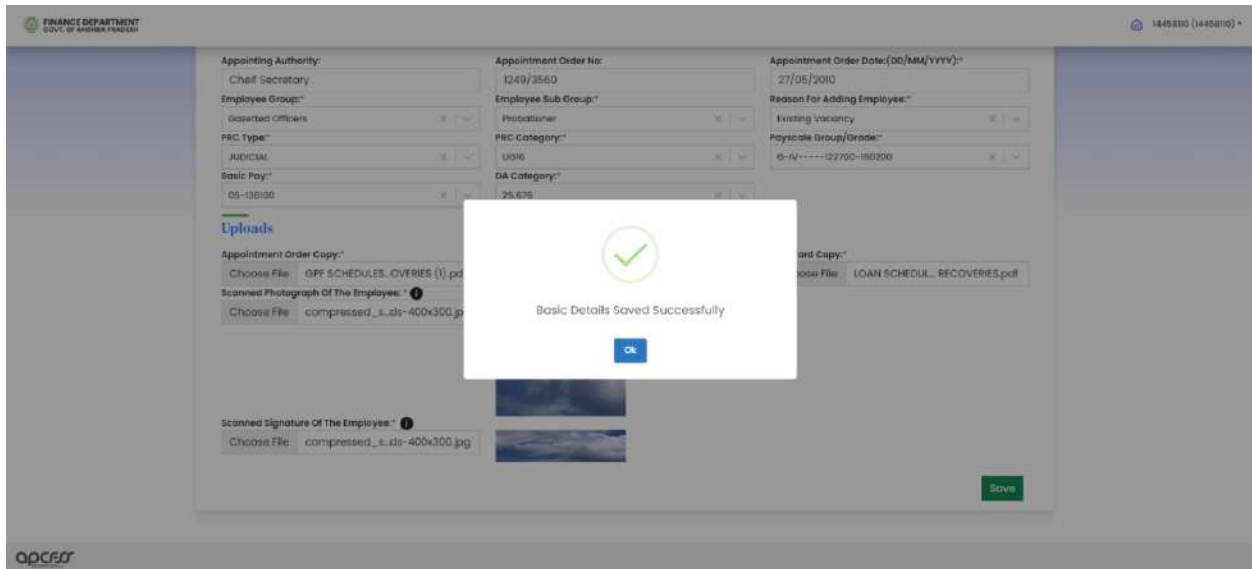 FINANCE DEPARTMENT
GOVT. OF ANDHRA PRADESH
14458110 (14458110)
Appointing Authority: Appointment Order No: Appointment Order Date:(DD/MM/YYYY):*
Cheif Secretary 1249/3560 27/05/2010
Employee Group:* Employee Sub Group:* Reason For Adding Employee:*
Gazetted Officers Probationer Existing Vacancy
PRC Type:* PRC Category:* Payscale Group/Grade:*
JUDICIAL UG16 G-IV-----122700-160200
Basic Pay:* DA Category:*
05-138100 25.676
Uploads
Appointment Order Copy:* ard Copy:*
Choose File GPF SCHEDULES...OVERIES (1).pd oose File LOAN SCHEDUL... RECOVERIES.pdf
Scanned Photograph Of The Employee: * i
Choose File compressed_s...ds-400x300.jp
Basic Details Saved Successfully
Ok
Scanned Signature Of The Employee:* i
Choose File compressed_s...ds-400x300.jpg
Save
apcfss